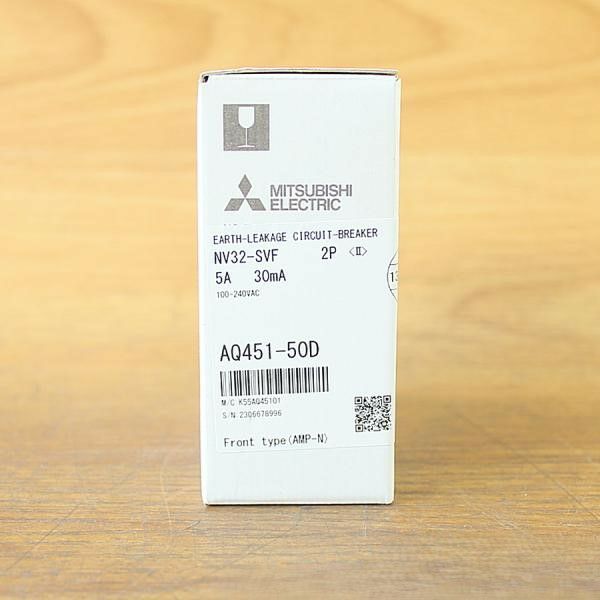 MITSUBISHI
ELECTRIC
EARTH-LEAKAGE CIRCUIT-BREAKER
NV32-SVF 2P <II>
5A 30mA
100-240VAC
AQ451-50D
M/C K55AQ45101
S/N 2306678996
Front type(AMP-N)